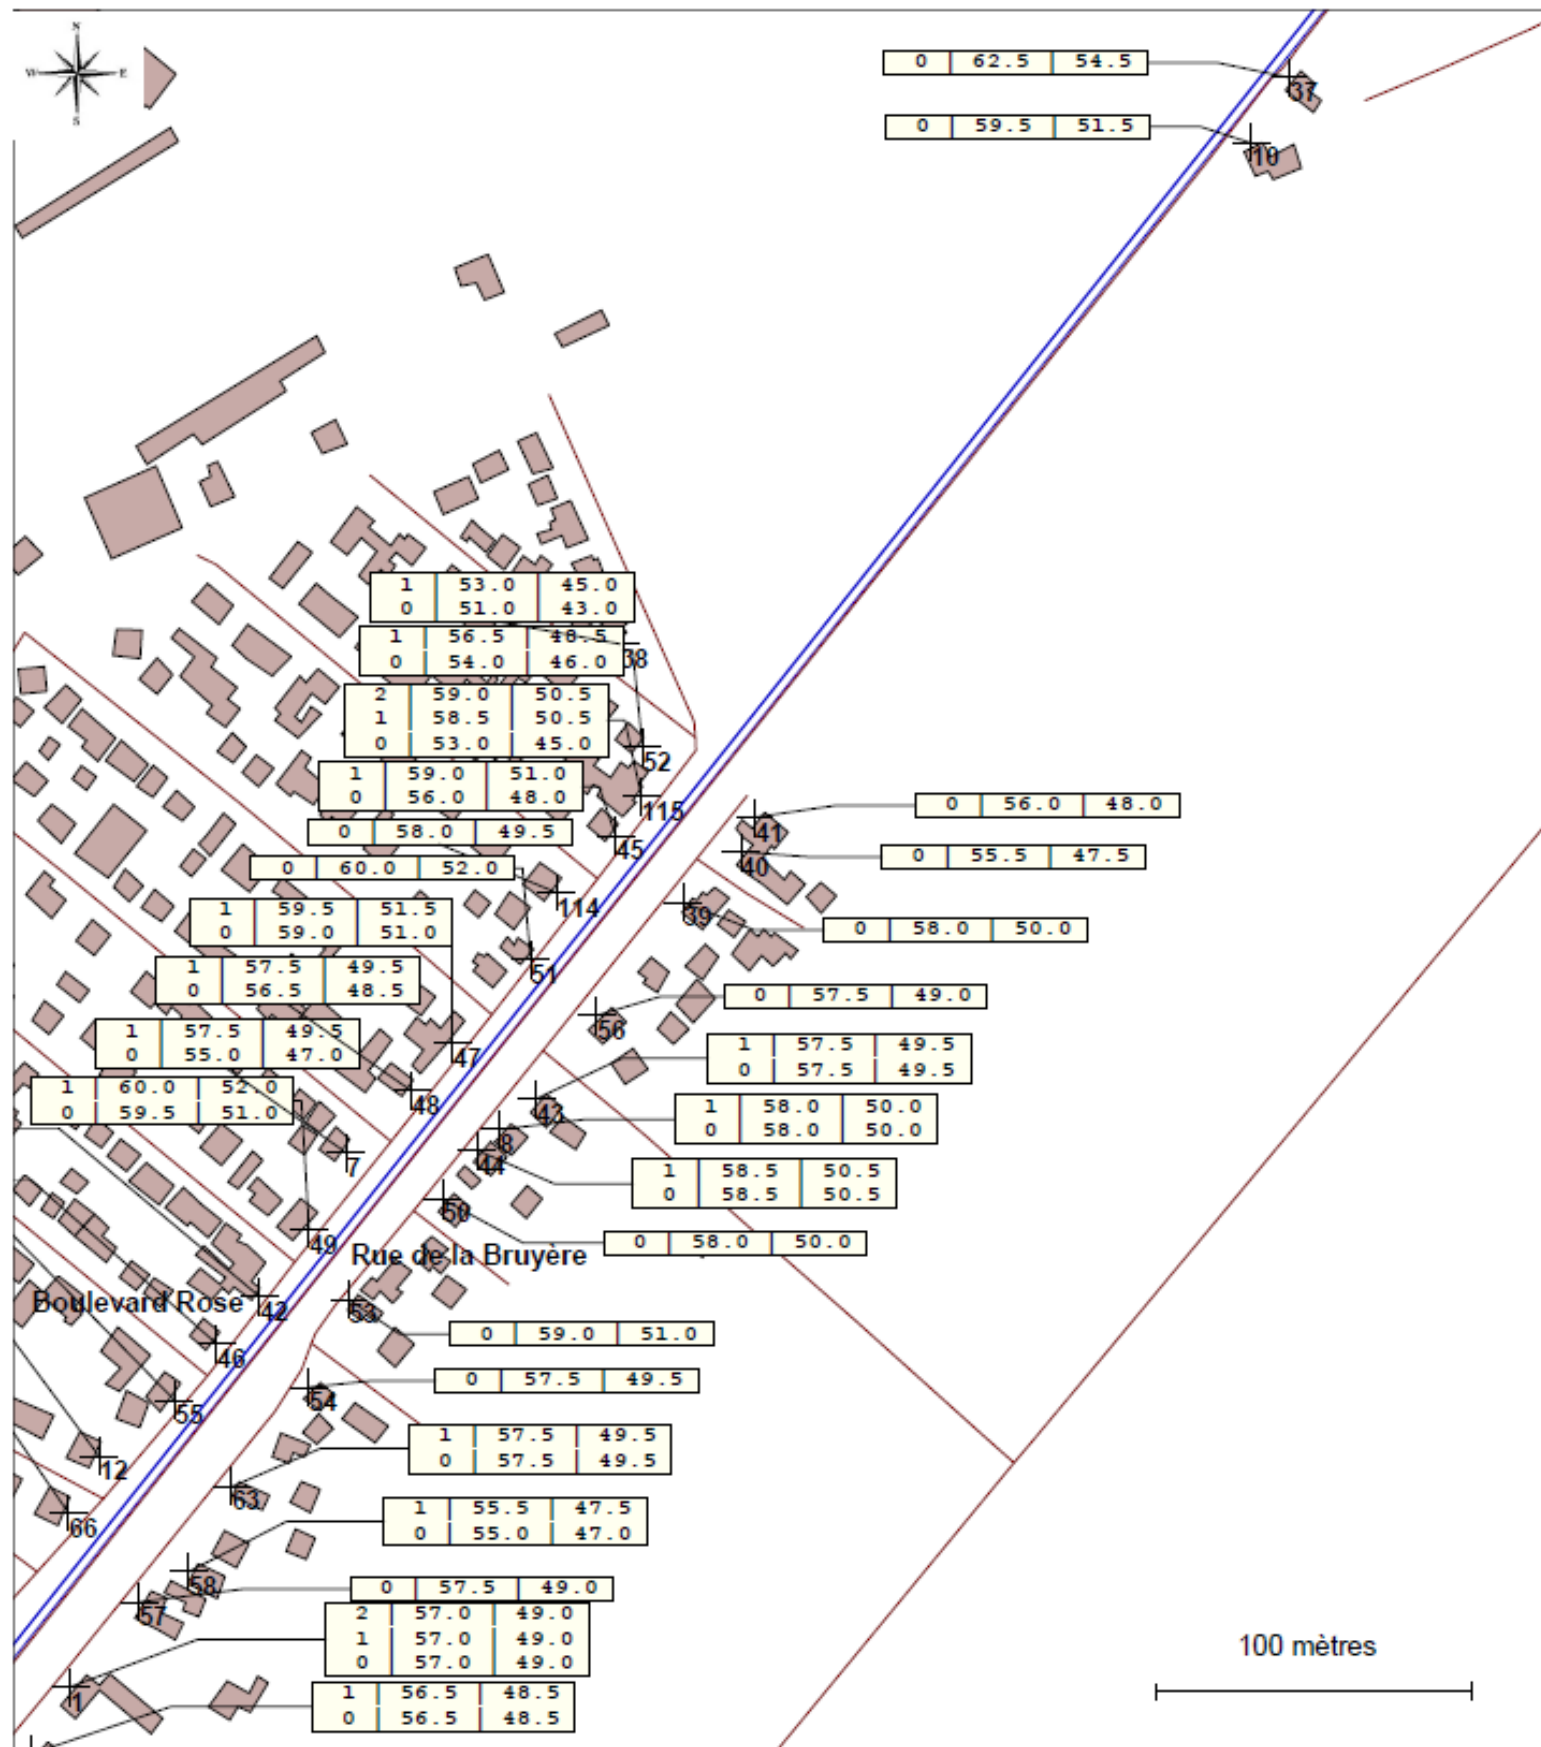 N
W E
S
0 62.5 54.5
37
0 59.5 51.5
10
1 53.0 45.0
0 51.0 43.0
1 56.5 48.5
0 54.0 46.0
38
2 59.0 50.5
1 58.5 50.5
0 53.0 45.0
52
1 59.0 51.0
0 56.0 48.0
115
0 56.0 48.0
41
0 58.0 49.5
45
40
0 55.5 47.5
0 60.0 52.0
114
39
1 59.5 51.5
0 59.0 51.0
0 58.0 50.0
1 57.5 49.5
0 56.5 48.5
51
0 57.5 49.0
56
1 57.5 49.5
0 55.0 47.0
47
1 57.5 49.5
0 57.5 49.5
1 60.0 52.0
0 59.5 51.0
48
43
1 58.0 50.0
0 58.0 50.0
8
7
44
1 58.5 50.5
0 58.5 50.5
50
49
0 58.0 50.0
Rue de la Bruyère
Boulevard Rose
42
53
0 59.0 51.0
46
0 57.5 49.5
54
55
1 57.5 49.5
0 57.5 49.5
12
63
1 55.5 47.5
0 55.0 47.0
66
58
0 57.5 49.0
57
2 57.0 49.0
1 57.0 49.0
0 57.0 49.0
100 mètres
1
1 56.5 48.5
0 56.5 48.5